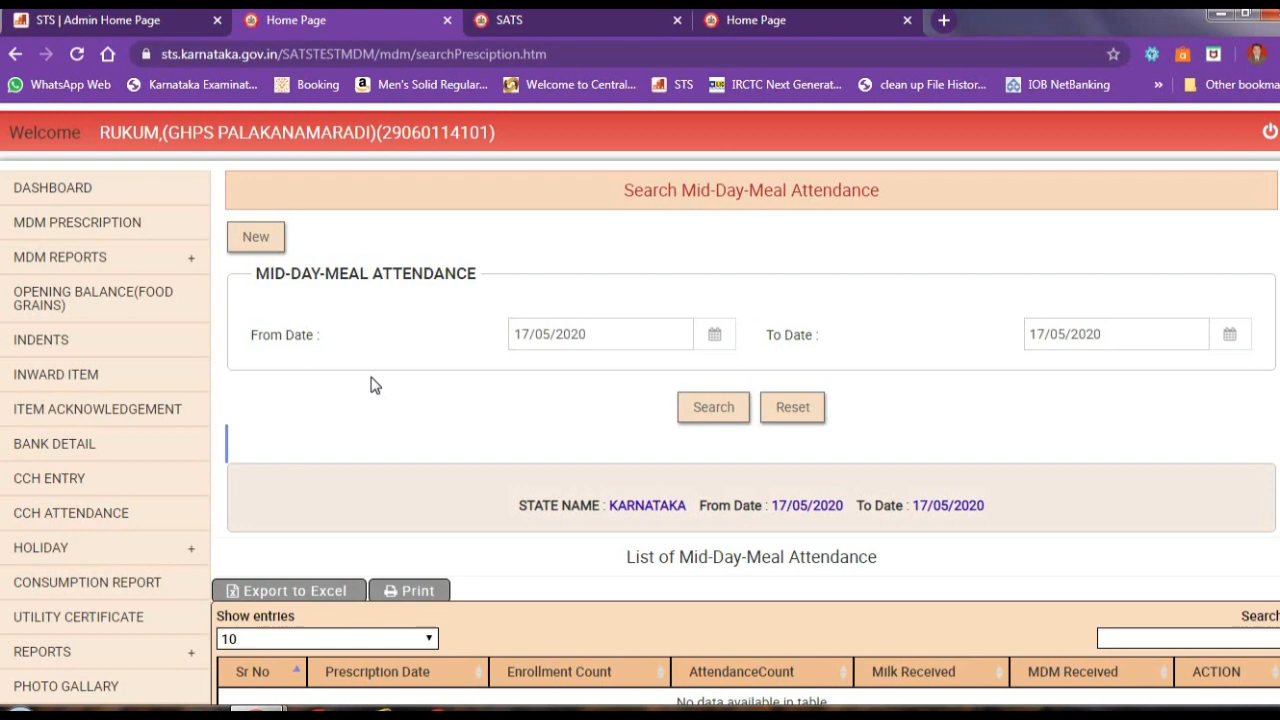 STS | Admin Home Page
Home Page
SATS
Home Page
sts.karnataka.gov.in/SATSTESTMDM/mdm/searchPresciption.htm
WhatsApp Web
Karnataka Examinat...
Booking
Men's Solid Regular...
Welcome to Central...
STS
IRCTC Next Generat...
clean up File Histor...
IOB NetBanking
»
Other bookma
Welcome RUKUM,(GHPS PALAKANAMARADI)(29060114101)
DASHBOARD
MDM PRESCRIPTION
MDM REPORTS +
OPENING BALANCE(FOOD
GRAINS)
INDENTS
INWARD ITEM
ITEM ACKNOWLEDGEMENT
BANK DETAIL
CCH ENTRY
CCH ATTENDANCE
HOLIDAY +
CONSUMPTION REPORT
UTILITY CERTIFICATE
REPORTS +
PHOTO GALLARY
Search Mid-Day-Meal Attendance
New
MID-DAY-MEAL ATTENDANCE
From Date : 17/05/2020 To Date : 17/05/2020
Search Reset
STATE NAME : KARNATAKA From Date : 17/05/2020 To Date : 17/05/2020
List of Mid-Day-Meal Attendance
Export to Excel Print
Show entries Search
10
Sr No Prescription Date Enrollment Count AttendanceCount Milk Received MDM Received ACTION
No data available in table